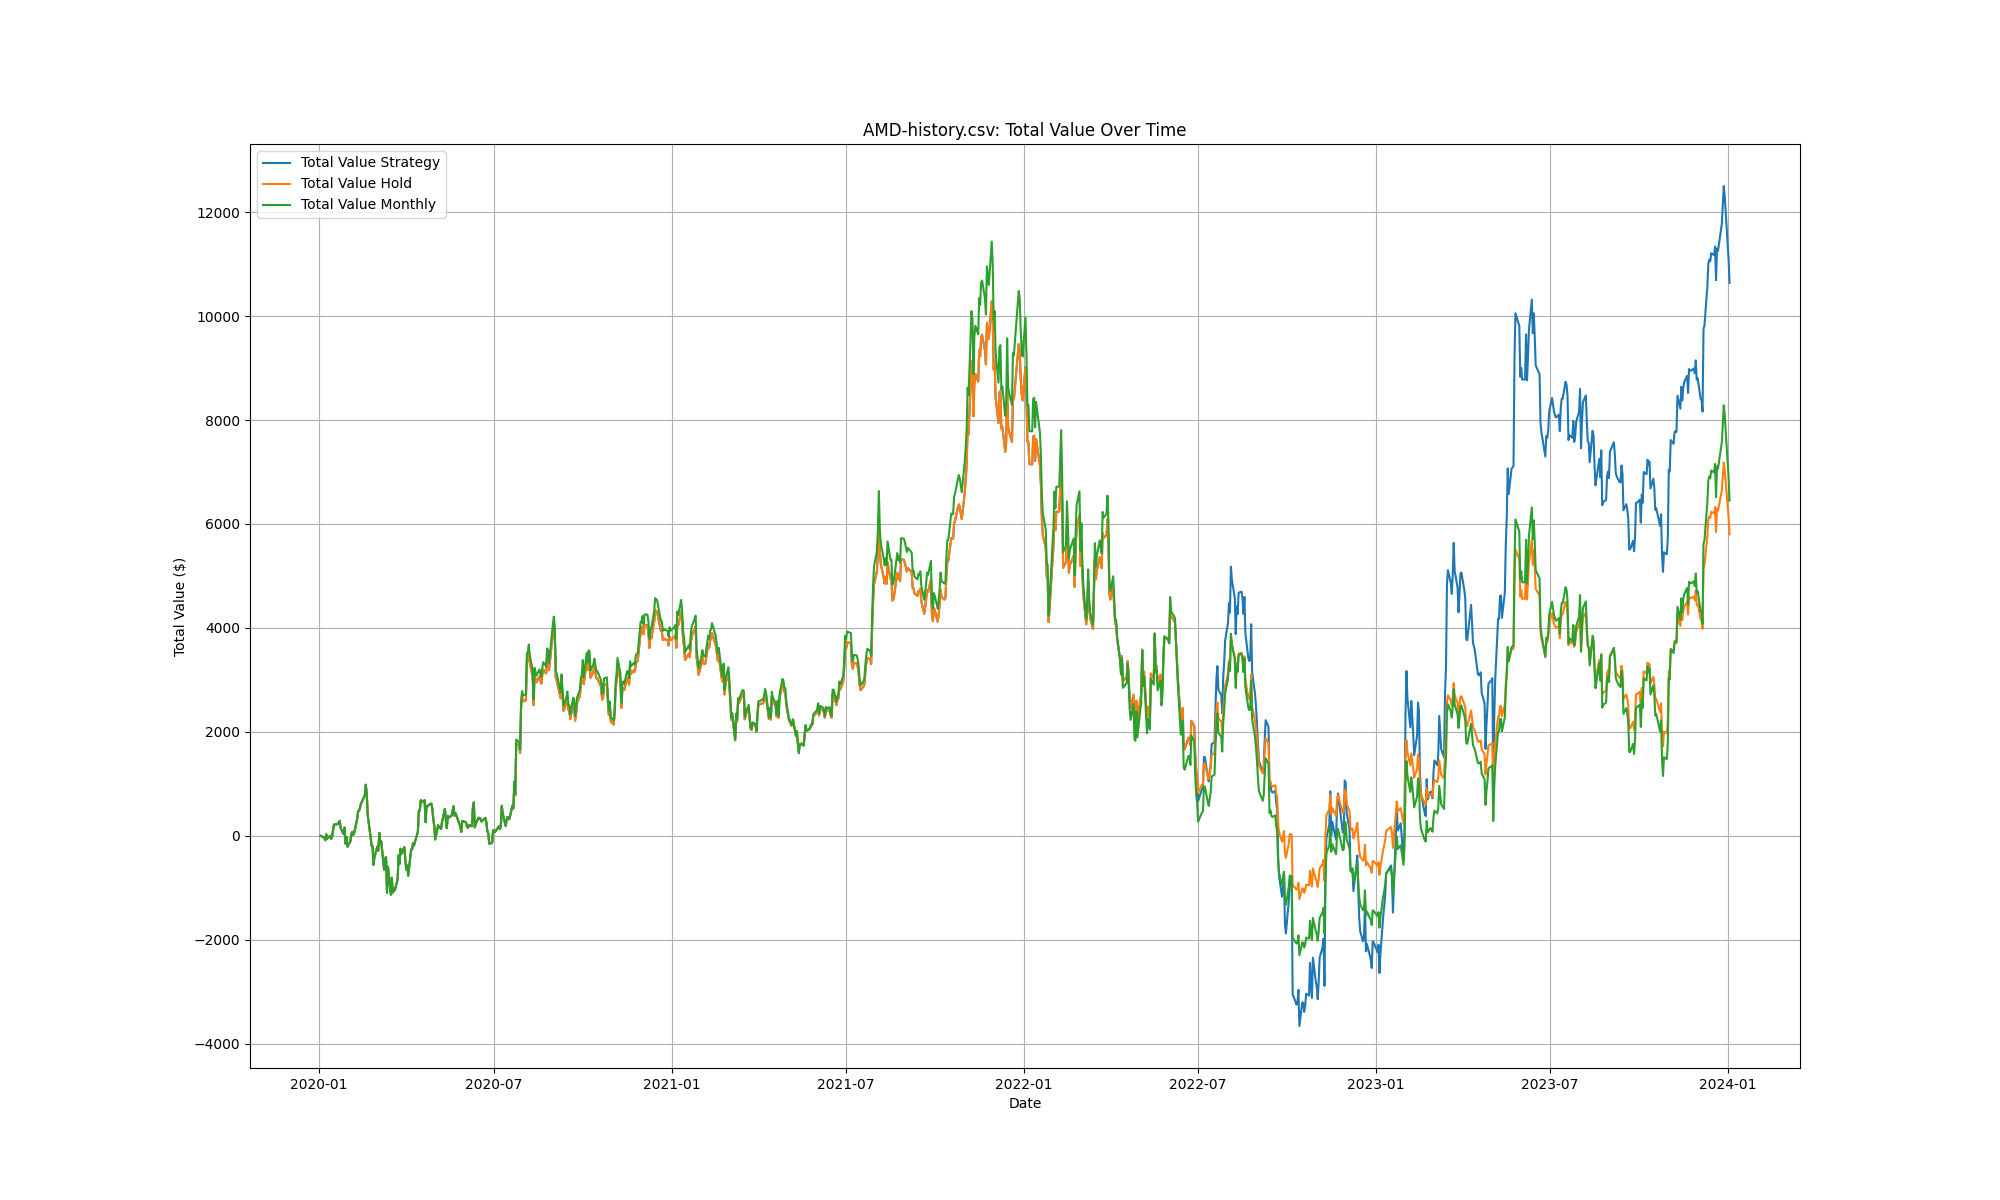 AMD-history.csv: Total Value Over Time
Total Value Strategy
Total Value Hold
Total Value Monthly
Total Value ($)
12000
10000
8000
6000
4000
2000
0
−2000
−4000
2020-01 2020-07 2021-01 2021-07 2022-01 2022-07 2023-01 2023-07 2024-01
Date